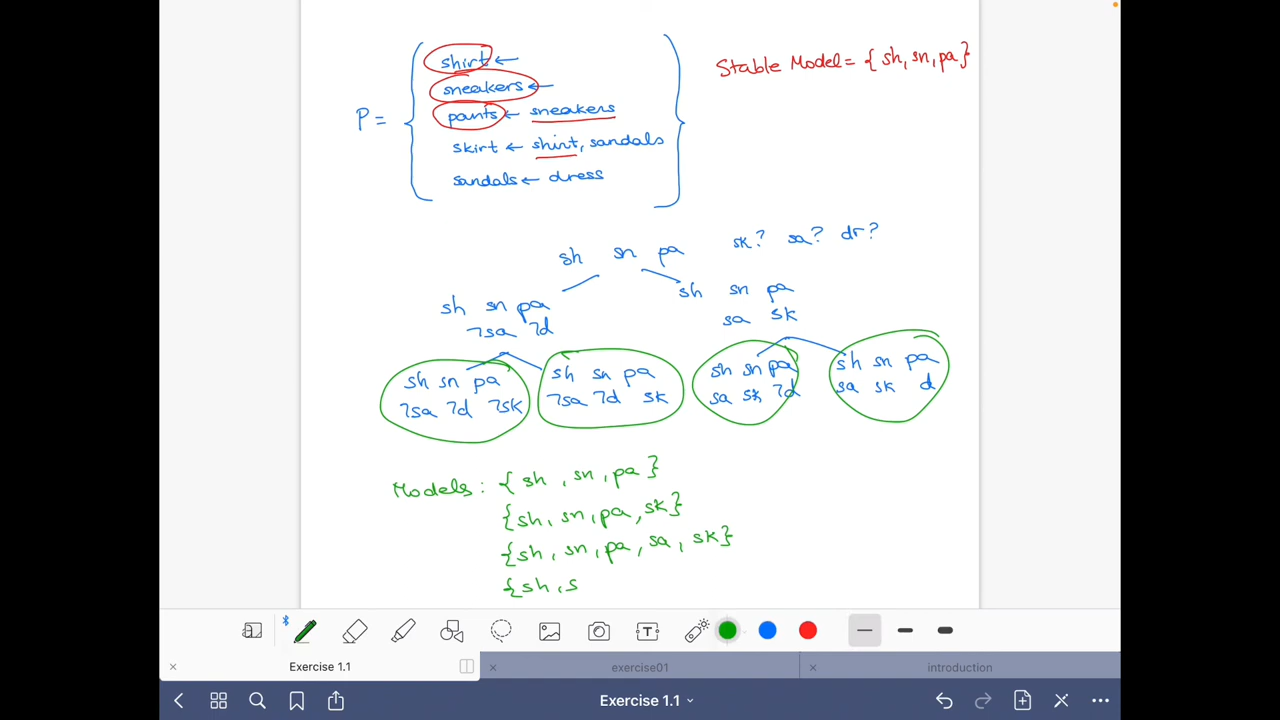 shirt ←
Stable Model = { sh, sn, pa}
sneakers ←
P = pants ← sneakers
skirt ← shirt, sandals
sandals ← dress
sh sn pa sk? sa? dr?
sh sn pa
¬sa ¬d
sh sn pa
sa sk
sh sn pa
¬sa ¬d ¬sk
sh sn pa
¬sa ¬d sk
sh sn pa
sa sk ¬d
sh sn pa
sa sk d
Models: {sh, sn, pa}
{sh, sn, pa, sk}
{sh, sn, pa, sa, sk}
{sh, s
Exercise 1.1
exercise01
introduction
Exercise 1.1